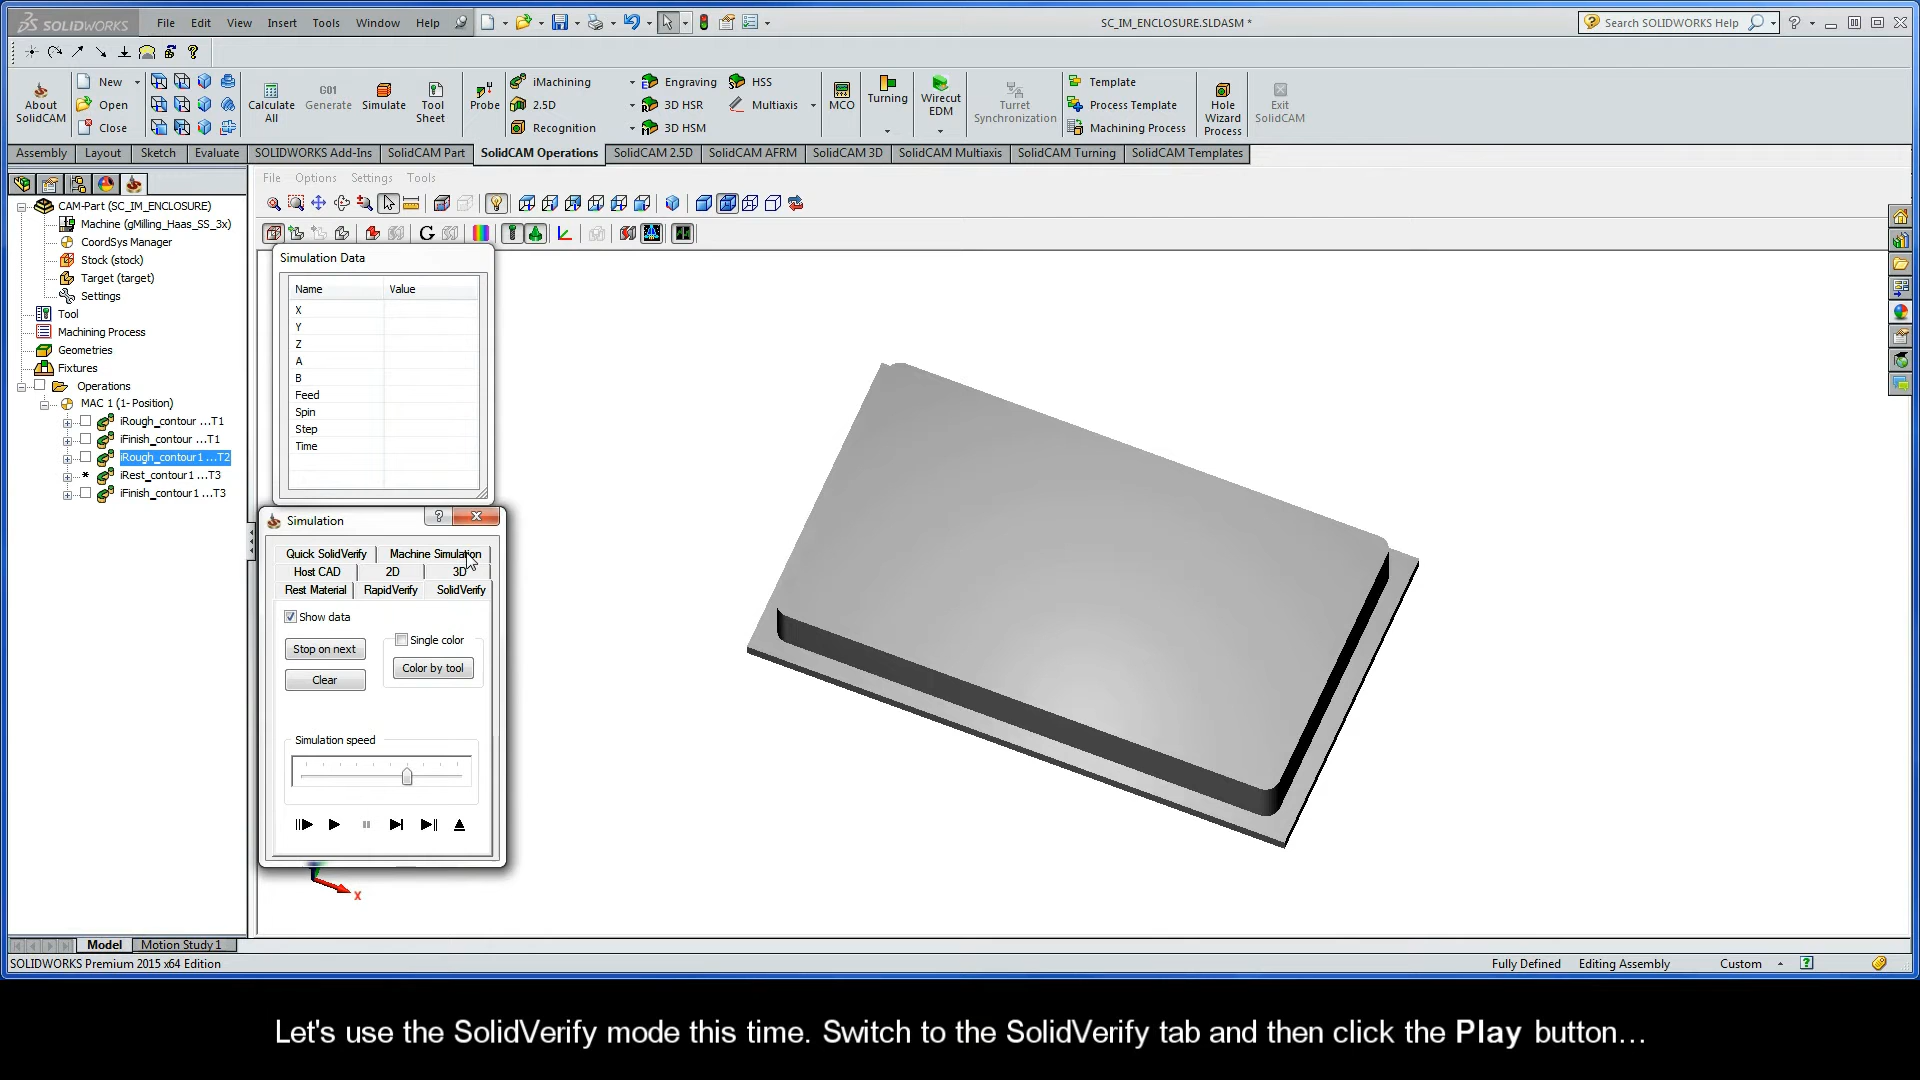 SOLIDWORKS
File Edit View Insert Tools Window Help
SC_IM_ENCLOSURE.SLDASM *
Search SOLIDWORKS Help
About SolidCAM
New
Open
Close
Calculate All
G01
Generate
Simulate
Tool Sheet
Probe
iMachining
2.5D
Recognition
Engraving
3D HSR
3D HSM
HSS
Multiaxis
MCO
Turning
Wirecut EDM
Turret Synchronization
Template
Process Template
Machining Process
Hole Wizard Process
Exit SolidCAM
Assembly Layout Sketch Evaluate SOLIDWORKS Add-Ins SolidCAM Part SolidCAM Operations SolidCAM 2.5D SolidCAM AFRM SolidCAM 3D SolidCAM Multiaxis SolidCAM Turning SolidCAM Templates
File Options Settings Tools
CAM-Part (SC_IM_ENCLOSURE)
Machine (gMilling_Haas_SS_3x)
CoordSys Manager
Stock (stock)
Target (target)
Settings
Tool
Machining Process
Geometries
Fixtures
Operations
MAC 1 (1- Position)
iRough_contour ...T1
iFinish_contour ...T1
iRough_contour1 ...T2
iRest_contour1 ...T3
iFinish_contour1 ...T3
Simulation Data
Name Value
X
Y
Z
A
B
Feed
Spin
Step
Time
Simulation
Quick SolidVerify Machine Simulation
Host CAD 2D 3D
Rest Material RapidVerify SolidVerify
Show data
Stop on next
Single color
Clear
Color by tool
Simulation speed
X
Model Motion Study 1
SOLIDWORKS Premium 2015 x64 Edition
Fully Defined Editing Assembly Custom
Let's use the SolidVerify mode this time. Switch to the SolidVerify tab and then click the Play button...